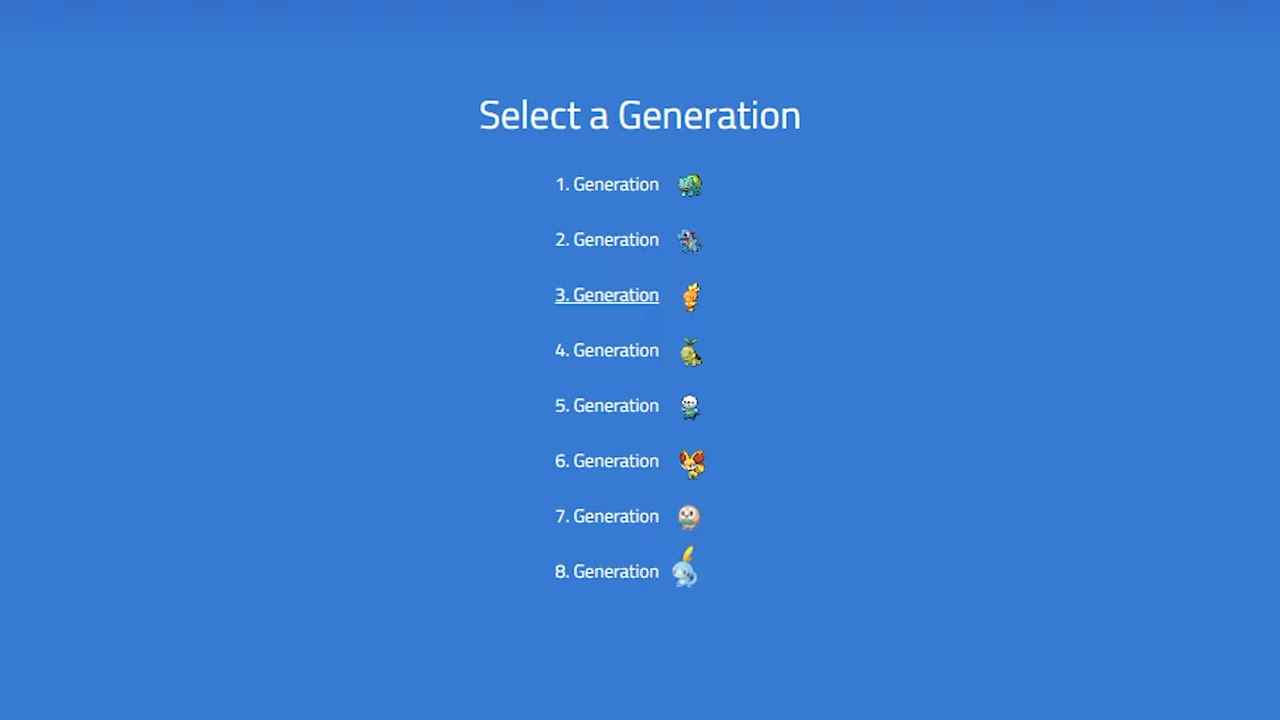 Select a Generation
1. Generation
2. Generation
3. Generation
4. Generation
5. Generation
6. Generation
7. Generation
8. Generation